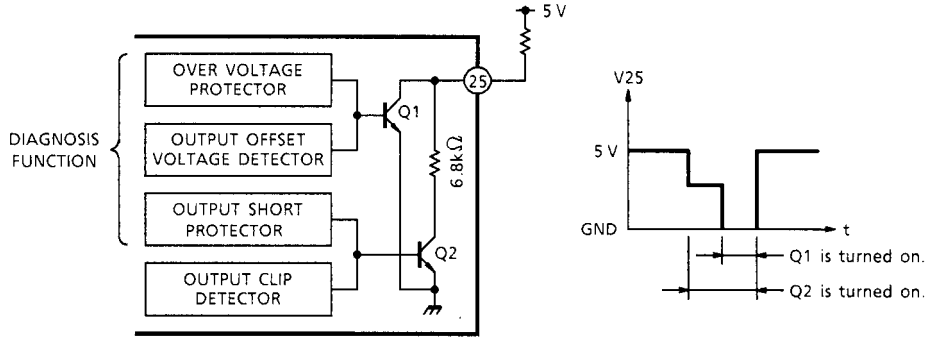 5 V
OVER VOLTAGE
PROTECTOR
25
Q1
DIAGNOSIS
FUNCTION
OUTPUT OFFSET
VOLTAGE DETECTOR
6.8kΩ
OUTPUT SHORT
PROTECTOR
Q2
OUTPUT CLIP
DETECTOR
V25
5 V
GND
t
Q1 is turned on.
Q2 is turned on.